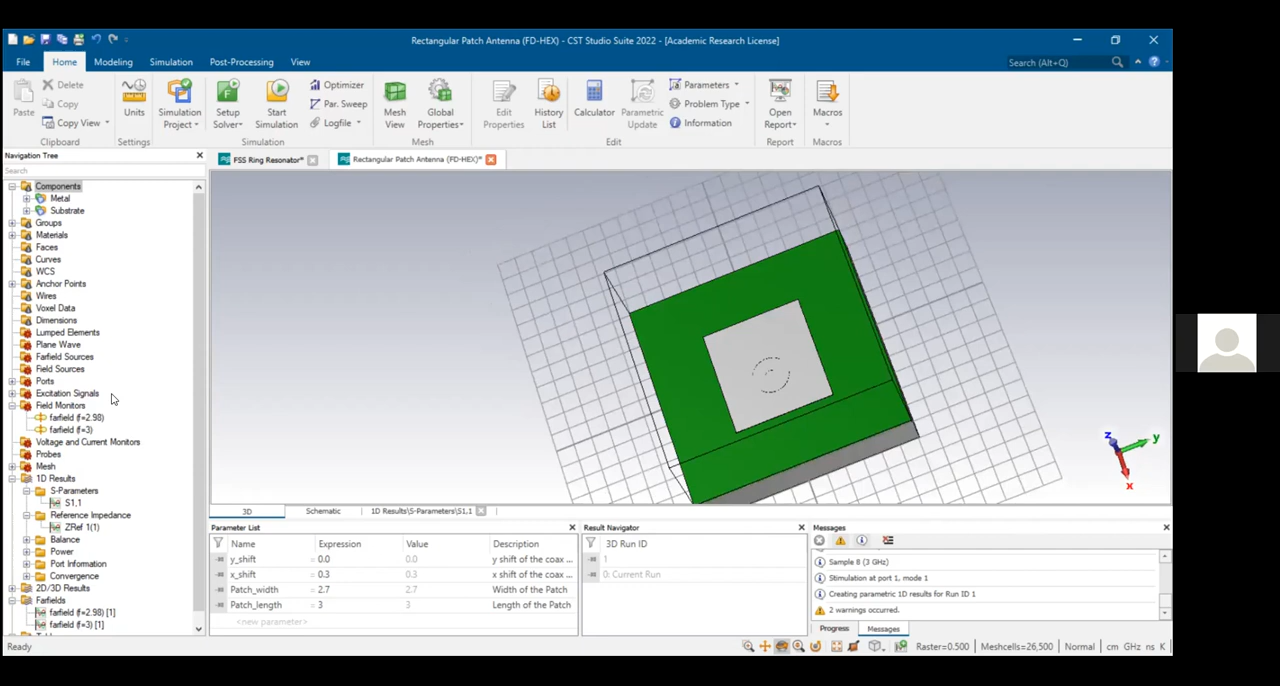 Rectangular Patch Antenna (FD-HEX) - CST Studio Suite 2022 - [Academic Research License]
File Home Modeling Simulation Post-Processing View Search (Alt+Q)
Paste Delete Copy Copy View Units Simulation Project Setup Solver Start Simulation Optimizer Par. Sweep Logfile Mesh View Global Properties Edit Properties History List Calculator Parametric Update Parameters Problem Type Information Open Report Macros
Clipboard Settings Simulation Mesh Edit Report Macros
Navigation Tree
Search
FSS Ring Resonator* Rectangular Patch Antenna (FD-HEX)*
Components
Metal
Substrate
Groups
Materials
Faces
Curves
WCS
Anchor Points
Wires
Voxel Data
Dimensions
Lumped Elements
Plane Wave
Farfield Sources
Field Sources
Ports
Excitation Signals
Field Monitors
farfield (f=2.98)
farfield (f=3)
Voltage and Current Monitors
Probes
Mesh
1D Results
S-Parameters
S1,1
Reference Impedance
ZRef 1(1)
Balance
Power
Port Information
Convergence
2D/3D Results
Farfields
farfield (f=2.98) [1]
farfield (f=3) [1]
z
y
x
3D Schematic 1D Results\S-Parameters\S1,1
Parameter List
Name Expression Value Description
y_shift = 0.0 0.0 y shift of the coax ...
x_shift = 0.3 0.3 x shift of the coax ...
Patch_width = 2.7 2.7 Width of the Patch
Patch_length = 3 3 Length of the Patch
<new parameter>
Result Navigator
3D Run ID
1
0: Current Run
Messages
Sample 8 (3 GHz)
Stimulation at port 1, mode 1
Creating parametric 1D results for Run ID 1
2 warnings occurred.
Progress Messages
Ready Raster=0.500 Meshcells=26,500 Normal cm GHz ns K